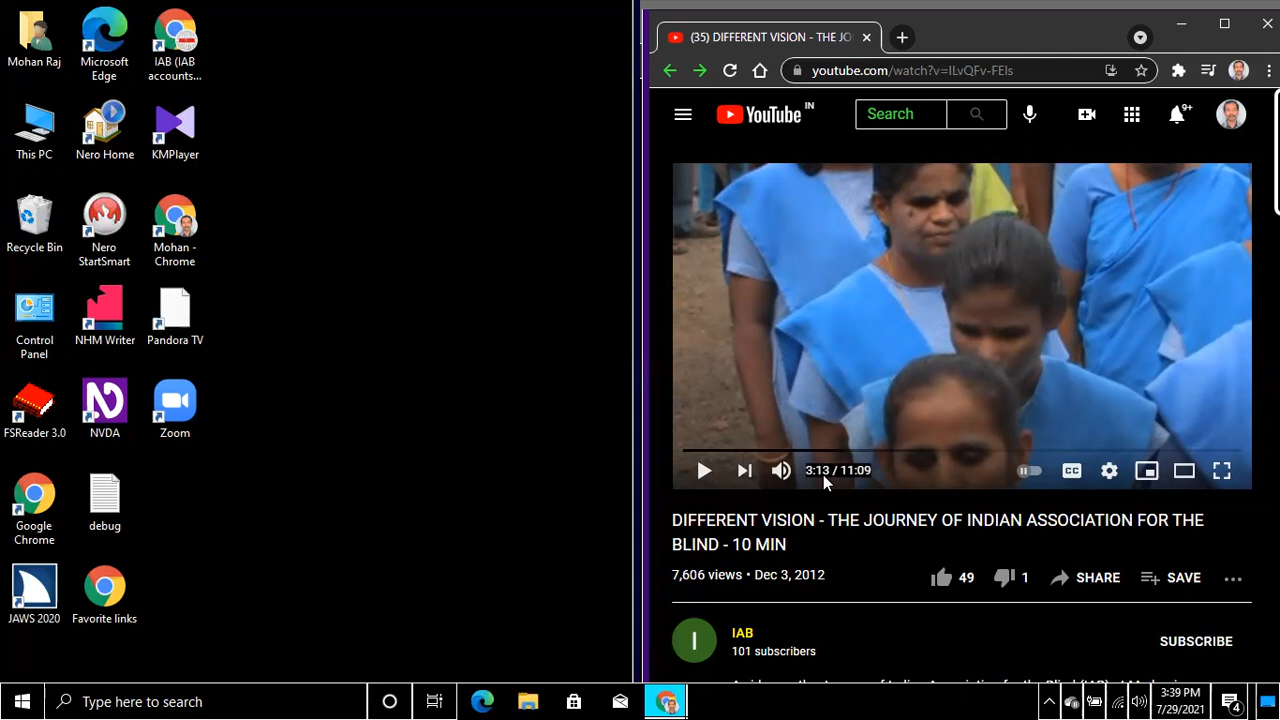 Mohan Raj
Microsoft
Edge
IAB (IAB
accounts...
This PC
Nero Home
KMPlayer
Recycle Bin
Nero
StartSmart
Mohan -
Chrome
Control
Panel
NHM Writer
Pandora TV
FSReader 3.0
NVDA
Zoom
Google
Chrome
debug
JAWS 2020
Favorite links
(35) DIFFERENT VISION - THE JO
youtube.com/watch?v=ILvQFv-FEIs
YouTube IN
Search
9+
3:13 / 11:09
CC
DIFFERENT VISION - THE JOURNEY OF INDIAN ASSOCIATION FOR THE
BLIND - 10 MIN
7,606 views • Dec 3, 2012
49
1
SHARE
SAVE
I
IAB
101 subscribers
SUBSCRIBE
Type here to search
3:39 PM
7/29/2021
4